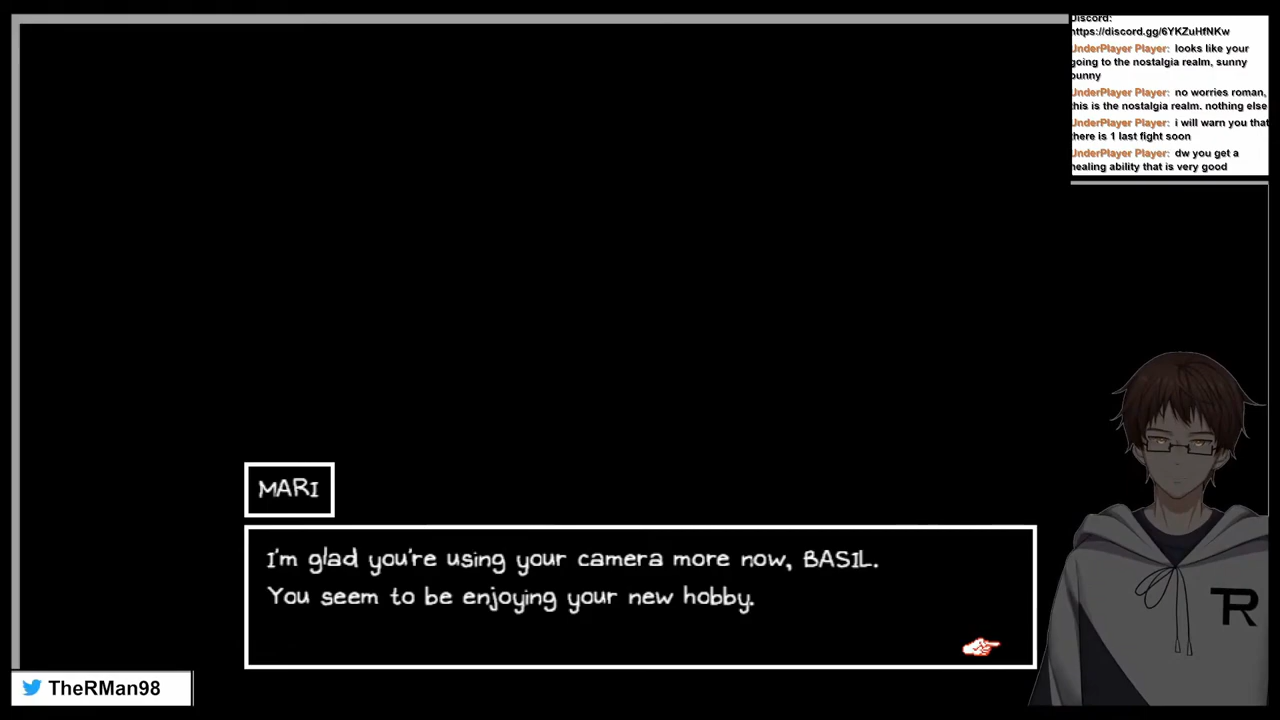 Discord:
https://discord.gg/6YKZuHfNKw
UnderPlayer Player: looks like your
going to the nostalgia realm, sunny
bunny
UnderPlayer Player: no worries roman,
this is the nostalgia realm. nothing else
UnderPlayer Player: i will warn you that
there is 1 last fight soon
UnderPlayer Player: dw you get a
healing ability that is very good
MARI
I'm glad you're using your camera more now, BASIL.
You seem to be enjoying your new hobby.
TR
TheRMan98